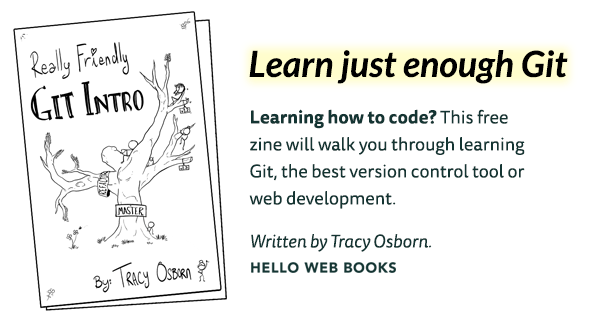 Really Friendly
GIT INTRO
MASTER
By: TRACY OSBORN
Learn just enough Git
Learning how to code? This free
zine will walk you through learning
Git, the best version control tool or
web development.
Written by Tracy Osborn.
HELLO WEB BOOKS